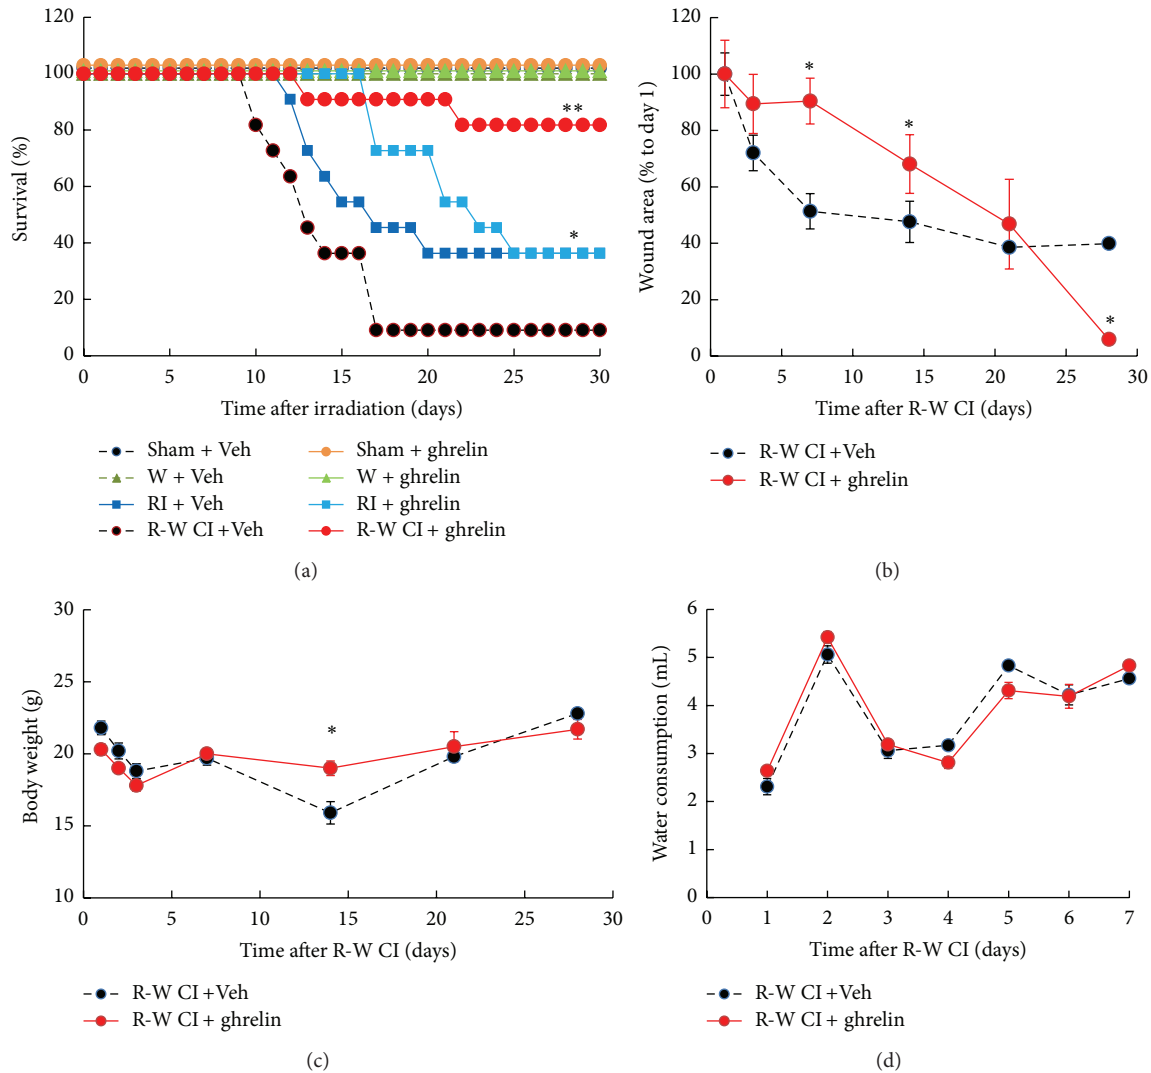 120
100
80
60
40
20
0
Survival (%)
**
*
0 5 10 15 20 25 30
Time after irradiation (days)
Sham + Veh
W + Veh
RI + Veh
R-W CI +Veh
Sham + ghrelin
W + ghrelin
RI + ghrelin
R-W CI + ghrelin
(a)
120
100
80
60
40
20
0
Wound area (% to day 1)
*
*
*
0 5 10 15 20 25 30
Time after R-W CI (days)
R-W CI +Veh
R-W CI + ghrelin
(b)
30
25
20
15
10
Body weight (g)
*
0 5 10 15 20 25 30
Time after R-W CI (days)
R-W CI +Veh
R-W CI + ghrelin
(c)
6
5
4
3
2
1
0
Water consumption (mL)
0 1 2 3 4 5 6 7
Time after R-W CI (days)
R-W CI +Veh
R-W CI + ghrelin
(d)